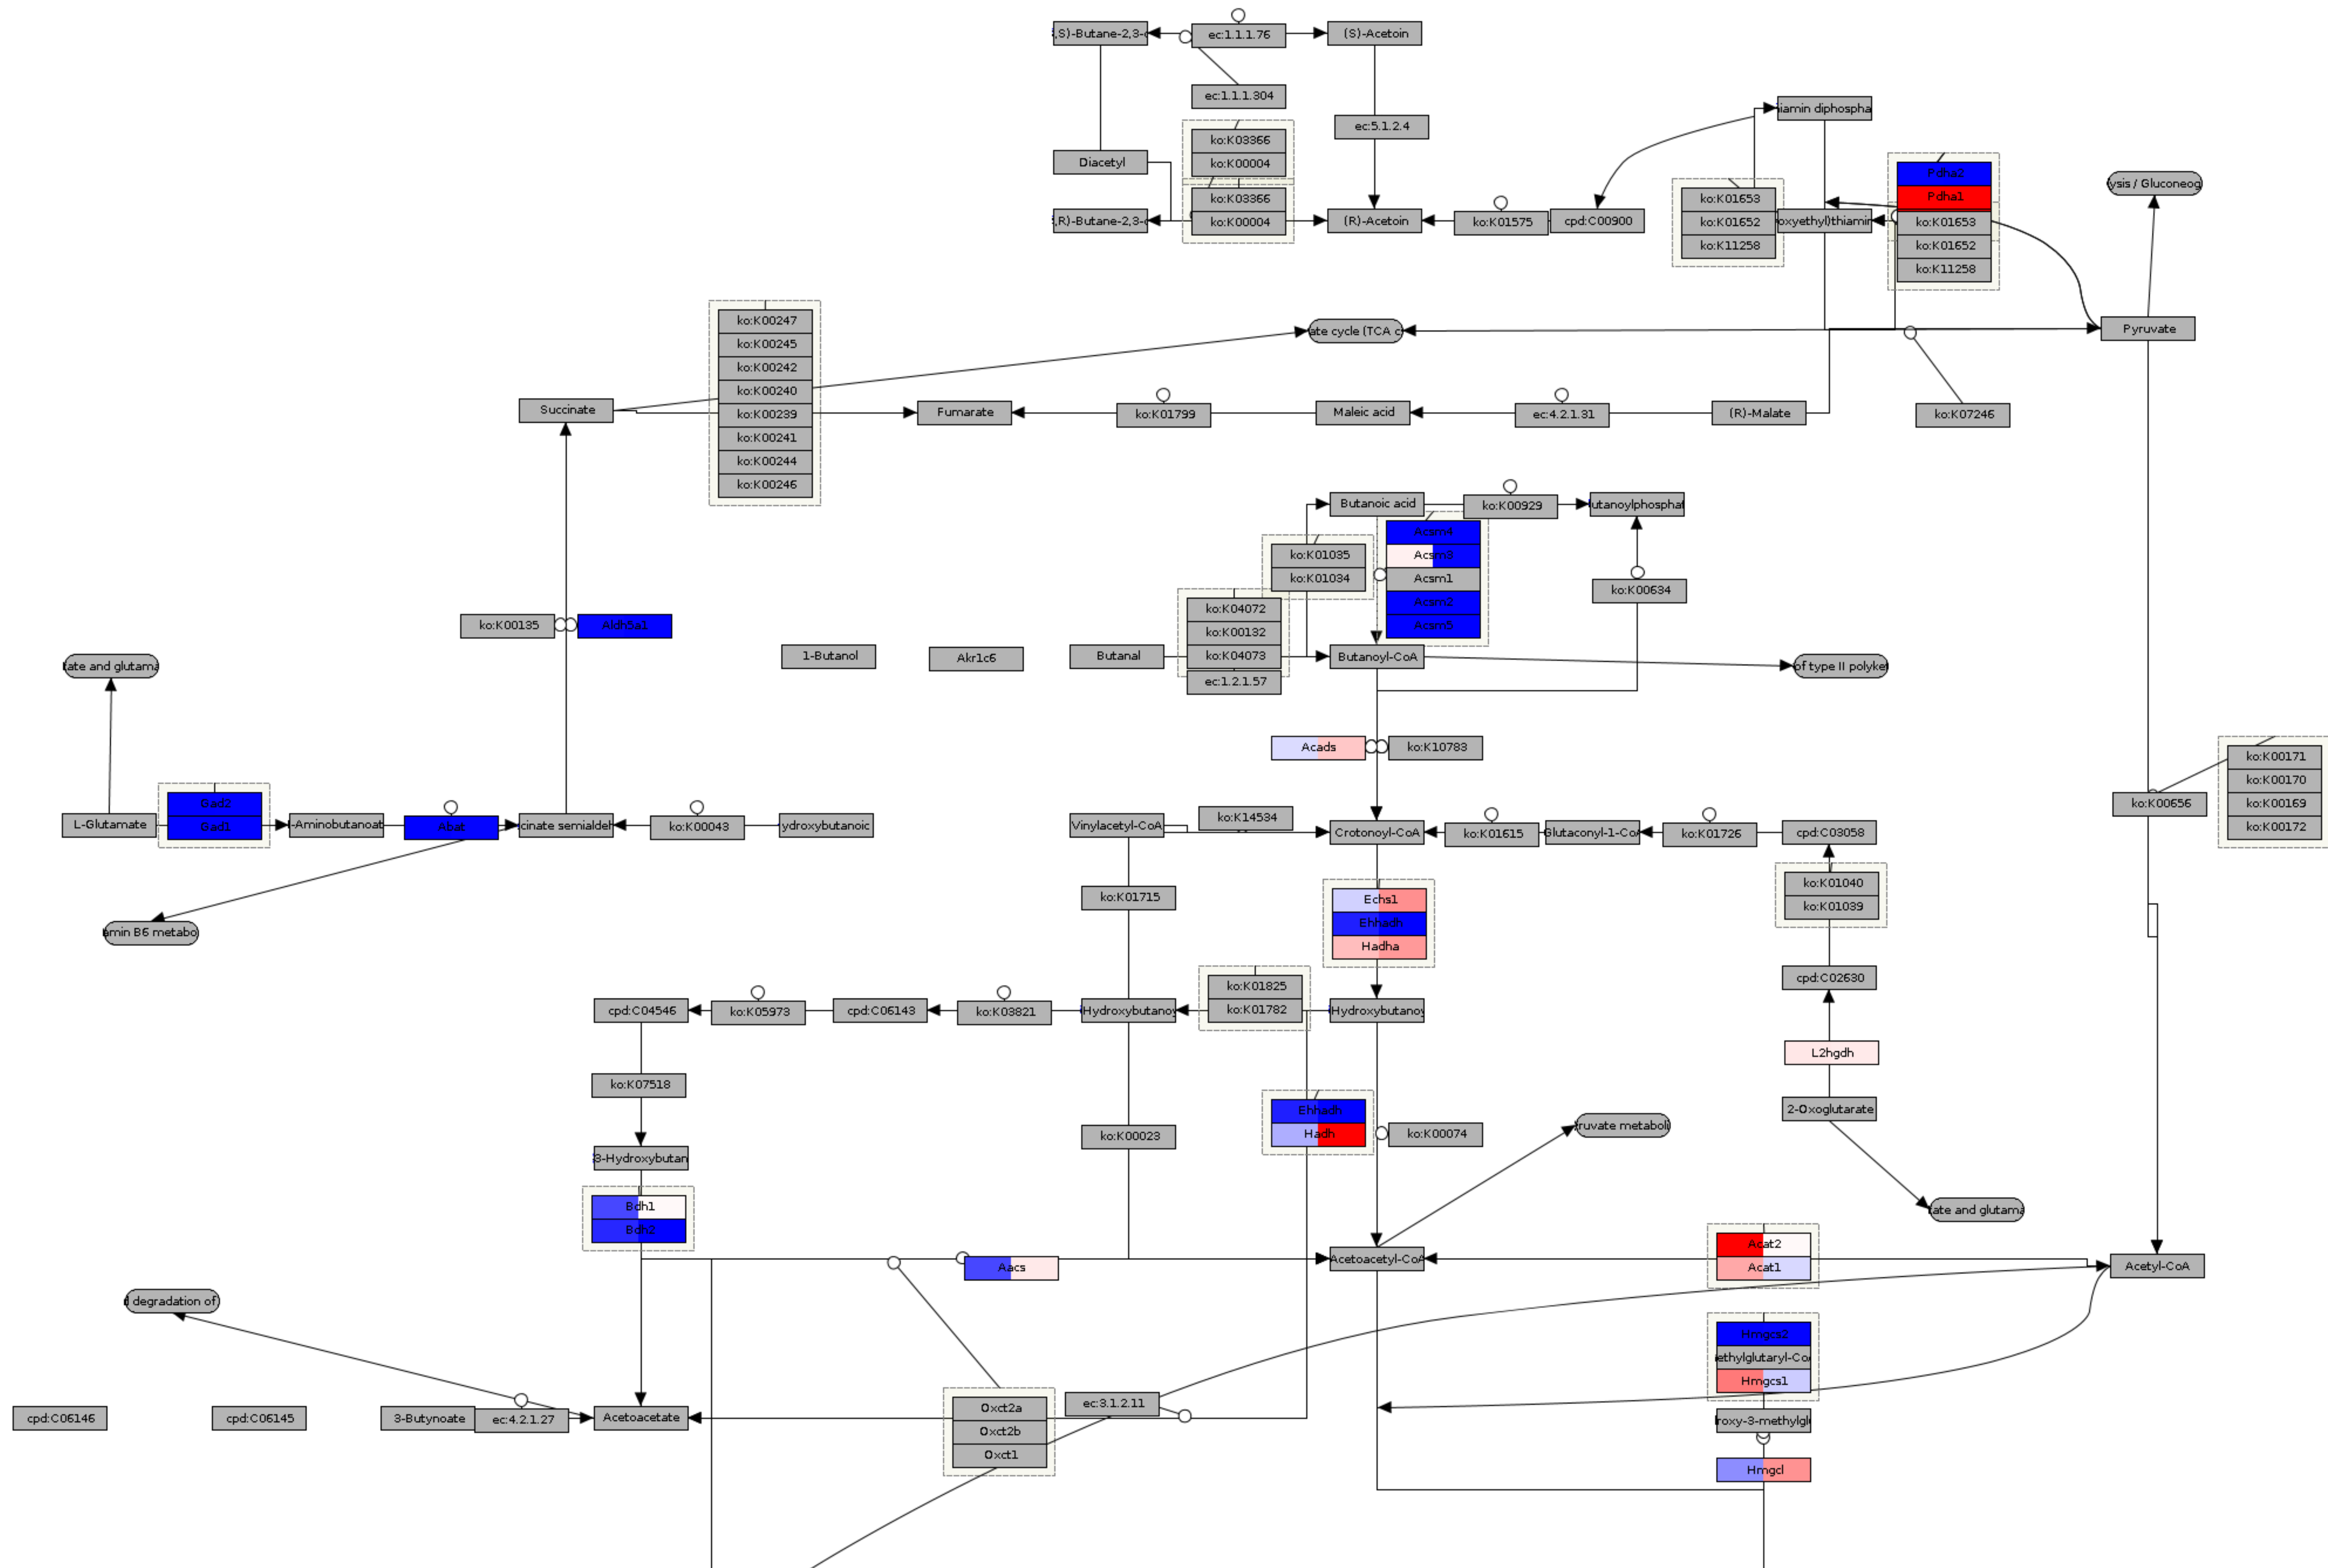 ,S)-Butane-2,3-
ec:1.1.1.76
(S)-Acetoin
ec:1.1.1.304
iamin diphospha
ec:5.1.2.4
ko:K03366
ko:K00004
Diacetyl
Pdha2
Pdha1
ko:K01653
ko:K01652
ko:K11258
ysis / Gluconeog
ko:K01653
ko:K01652
ko:K11258
ko:K03366
ko:K00004
,R)-Butane-2,3-
(R)-Acetoin
ko:K01575
cpd:C00900
oxyethyl)thiamin
ko:K00247
ko:K00245
ko:K00242
ko:K00240
ko:K00239
ko:K00241
ko:K00244
ko:K00246
ate cycle (TCA c
Pyruvate
Succinate
Fumarate
ko:K01799
Maleic acid
ec:4.2.1.31
(R)-Malate
ko:K07246
Butanoic acid
ko:K00929
utanoylphosphat
Acsm4
Acsm3
Acsm1
Acsm2
Acsm5
ko:K01035
ko:K01034
ko:K00634
ko:K04072
ko:K00132
ko:K04073
ec:1.2.1.57
ko:K00135
Aldh5a1
tate and glutama
1-Butanol
Akr1c6
Butanal
Butanoyl-CoA
of type II polyket
Acads
ko:K10783
ko:K00171
ko:K00170
ko:K00169
ko:K00172
ko:K00656
L-Glutamate
Gad2
Gad1
-Aminobutanoat
Abat
cinate semialdeh
ko:K00043
ydroxybutanoic
Vinylacetyl-CoA
ko:K14534
Crotonoyl-CoA
ko:K01615
Glutaconyl-1-CoA
ko:K01726
cpd:C03058
ko:K01040
ko:K01039
ko:K01715
Echs1
Ehhadh
Hadha
amin B6 metabo
cpd:C02630
cpd:C04546
ko:K05973
cpd:C06143
ko:K03821
Hydroxybutanoy
ko:K01825
ko:K01782
Hydroxybutanoy
L2hgdh
ko:K07518
2-Oxoglutarate
Ehhadh
Hadh
ko:K00023
ko:K00074
ruvate metaboli
3-Hydroxybutan
Bdh1
Bdh2
tate and glutama
Aacs
Acetoacetyl-CoA
Acat2
Acat1
Acetyl-CoA
d degradation of
Hmgcs2
ethylglutaryl-CoA
Hmgcs1
cpd:C06146
cpd:C06145
3-Butynoate
ec:4.2.1.27
Acetoacetate
Oxct2a
Oxct2b
Oxct1
ec:3.1.2.11
roxy-3-methylgl
Hmgcl